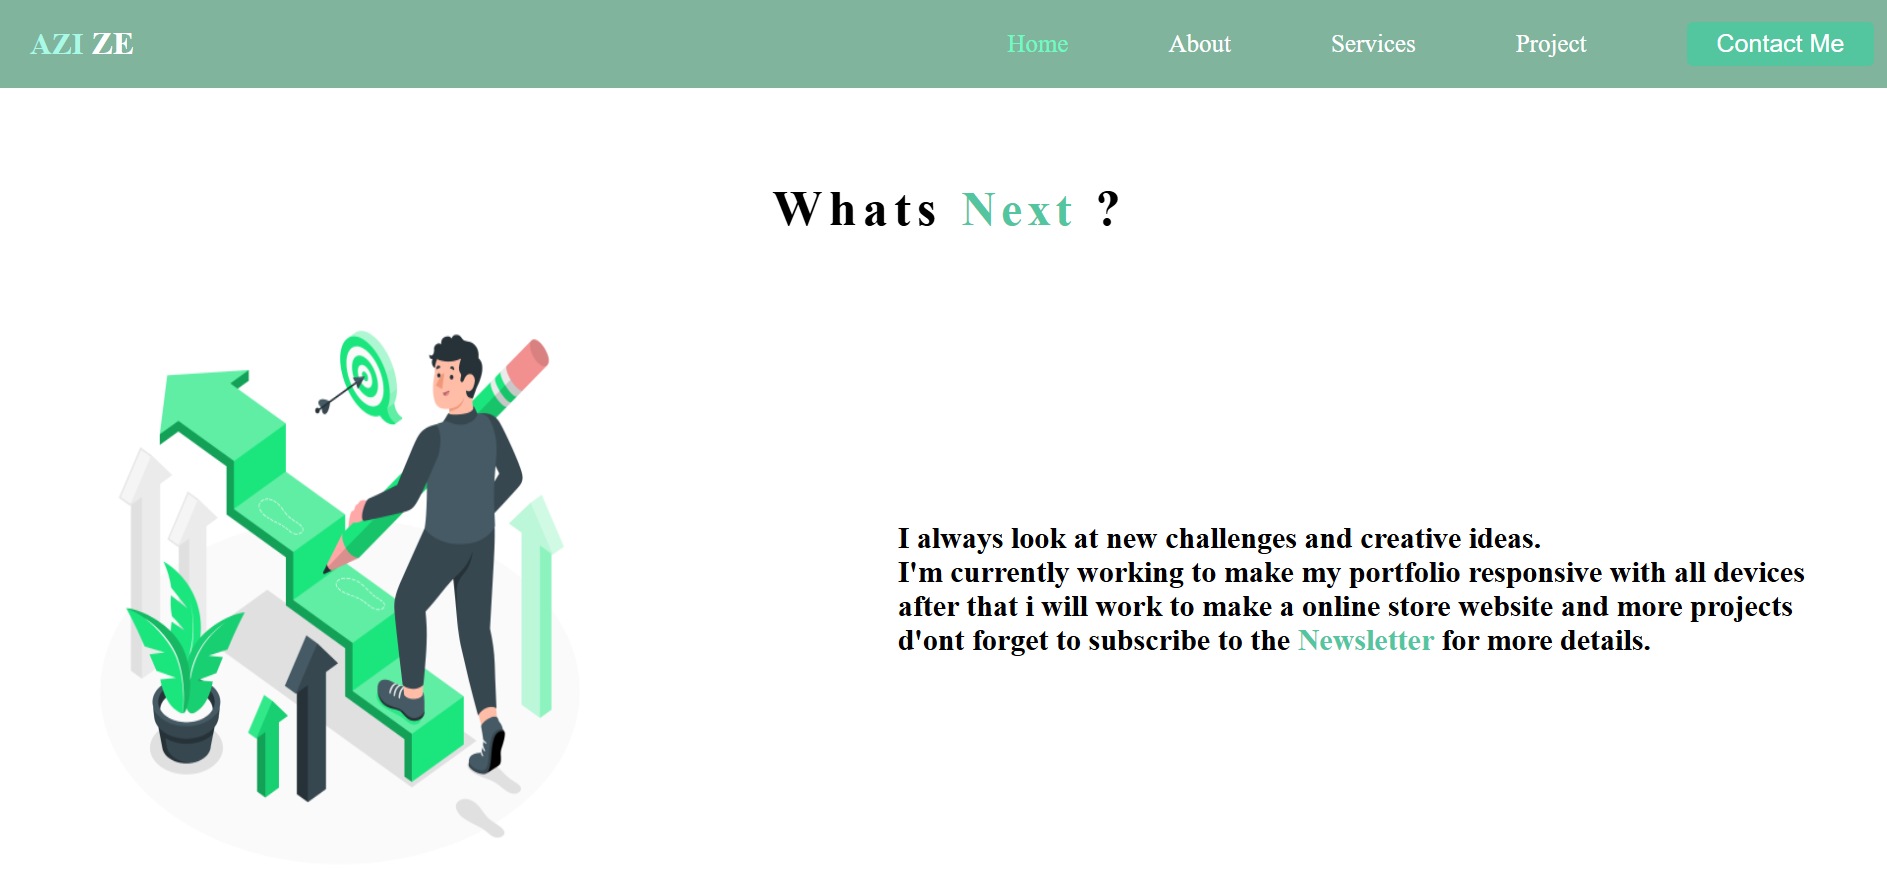 AZI ZE
Home About Services Project Contact Me
Whats Next ?
I always look at new challenges and creative ideas.
I'm currently working to make my portfolio responsive with all devices
after that i will work to make a online store website and more projects
d'ont forget to subscribe to the Newsletter for more details.